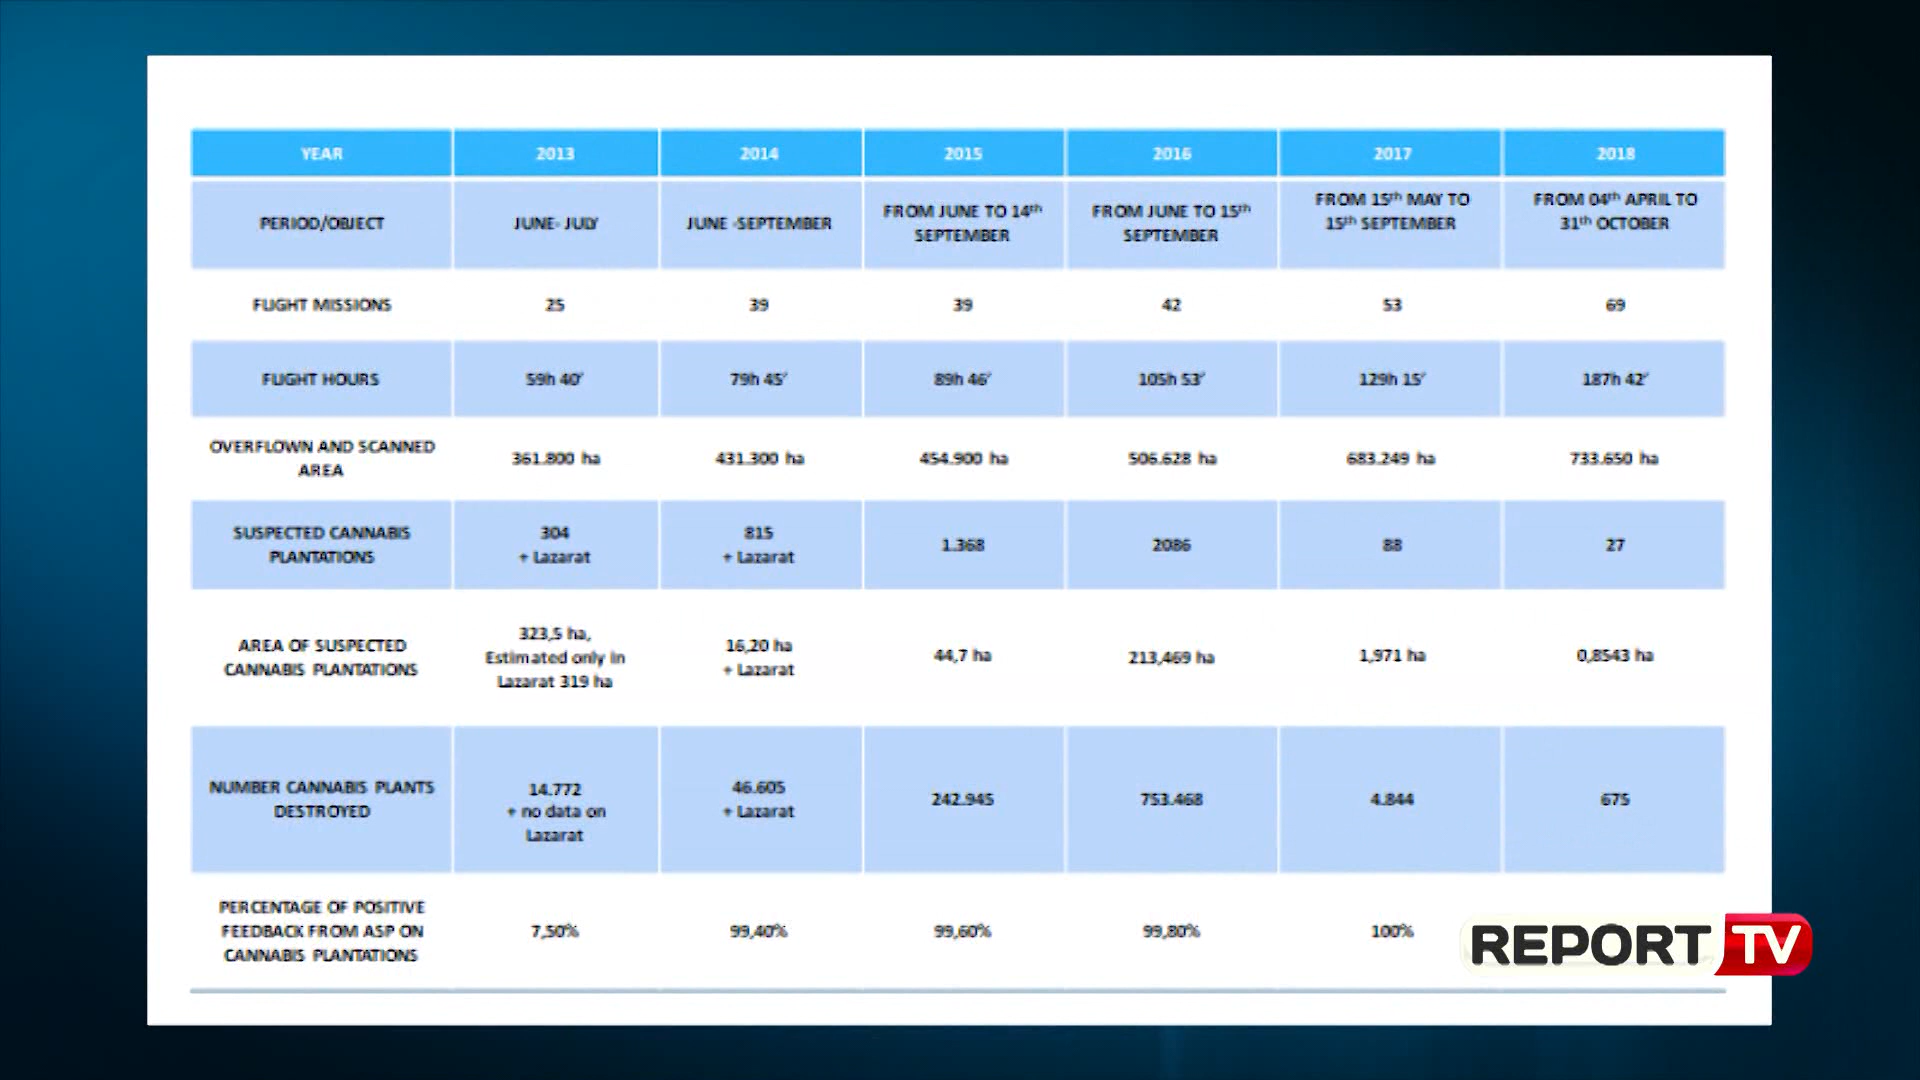 YEAR 2013 2014 2015 2016 2017 2018
PERIOD/OBJECT JUNE- JULY JUNE -SEPTEMBER FROM JUNE TO 14th SEPTEMBER FROM JUNE TO 15th SEPTEMBER FROM 15th MAY TO 15th SEPTEMBER FROM 04th APRIL TO 31th OCTOBER
FLIGHT MISSIONS 25 39 39 42 53 69
FLIGHT HOURS 59h 40' 79h 45' 89h 46' 105h 53' 129h 15' 187h 42'
OVERFLOWN AND SCANNED AREA 361.800 ha 431.300 ha 454.900 ha 506.628 ha 683.249 ha 733.650 ha
SUSPECTED CANNABIS PLANTATIONS 304 + Lazarat 815 + Lazarat 1.368 2086 88 27
AREA OF SUSPECTED CANNABIS PLANTATIONS 323,5 ha, Estimated only in Lazarat 319 ha 16,20 ha + Lazarat 44,7 ha 213,469 ha 1,971 ha 0,8543 ha
NUMBER CANNABIS PLANTS DESTROYED 14.772 + no data on Lazarat 46.605 + Lazarat 242.945 753.468 4.844 675
PERCENTAGE OF POSITIVE FEEDBACK FROM ASP ON CANNABIS PLANTATIONS 7,50% 99,40% 99,60% 99,80% 100%
REPORT TV